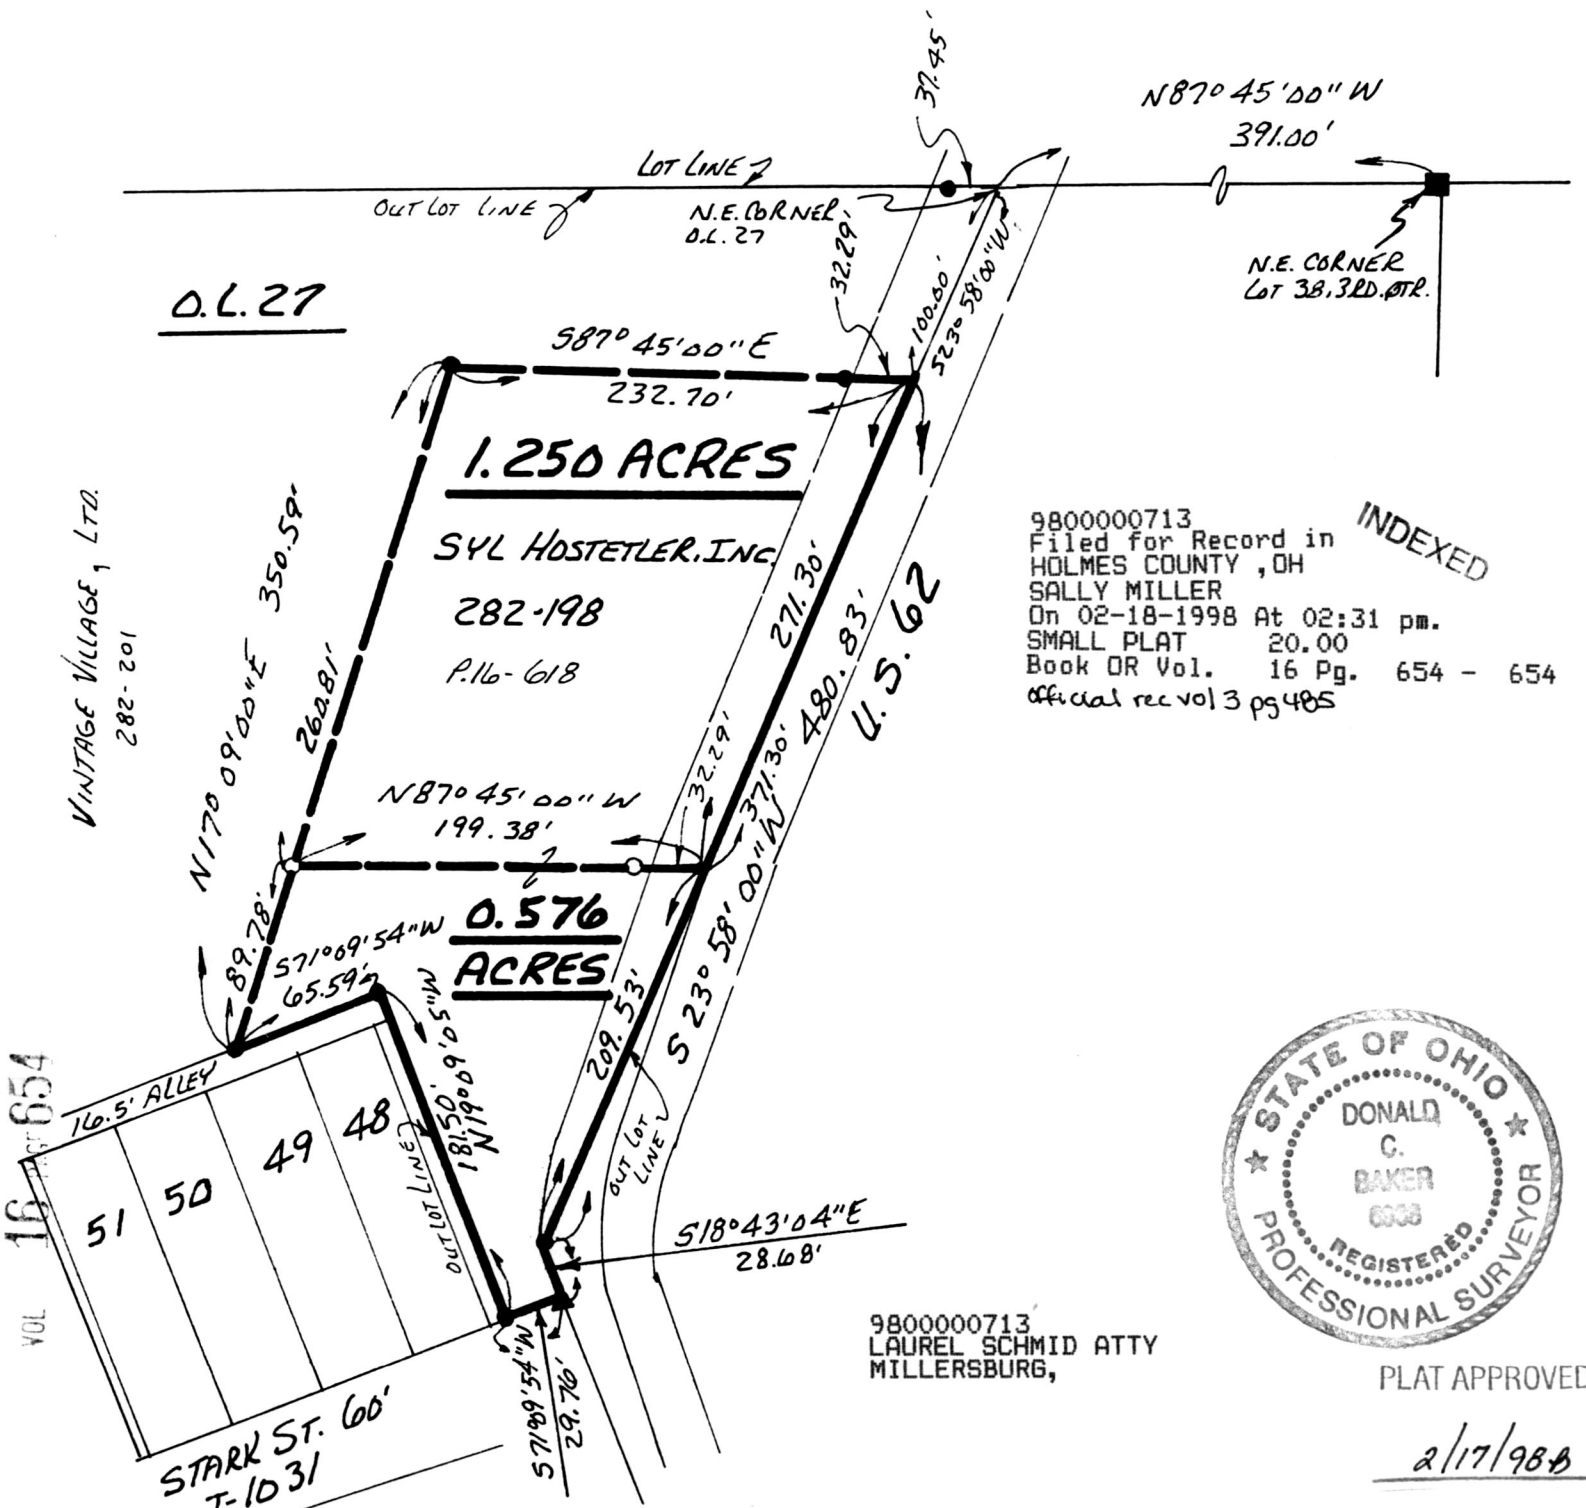 37.45'
N87° 45' 00" W
391.00'
LOT LINE
OUT LOT LINE
N.E. CORNER
O.L. 27
N.E. CORNER
LOT 38, 3RD. QTR.
O.L. 27
32.29'
100.00'
S23° 58' 00" W
S87° 45' 00" E
232.70'
1.250 ACRES
SYL HOSTETLER, INC.
282-198
P.16-618
VINTAGE VILLAGE, LTD.
282-201
N17° 09' 00" E 350.59'
260.81'
271.30'
480.83'
371.30'
U.S. 62
S 23° 58' 00" W
32.29'
N87° 45' 00" W
199.38'
9800000713
Filed for Record in
HOLMES COUNTY ,OH
SALLY MILLER
On 02-18-1998 At 02:31 pm.
SMALL PLAT 20.00
Book OR Vol. 16 Pg. 654 - 654
official rec vol 3 pg 485
INDEXED
0.576
ACRES
89.78'
S71° 09' 54" W
65.59'
181.50'
N19° 09' 05" W
209.53'
OUT LOT
LINE
OUT LOT LINE
16.5' ALLEY
51
50
49
48
S18° 43' 04" E
28.68'
S71° 09' 54" W
29.76'
STARK ST. 60'
T-1031
VOL 16 PAGE 654
9800000713
LAUREL SCHMID ATTY
MILLERSBURG,
STATE OF OHIO
DONALD
C.
BAKER
REGISTERED
PROFESSIONAL SURVEYOR
PLAT APPROVED
2/17/98